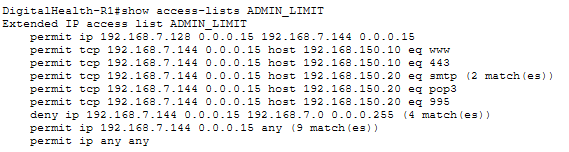 DigitalHealth-R1#show access-lists ADMIN_LIMIT
Extended IP access list ADMIN_LIMIT
permit ip 192.168.7.128 0.0.0.15 192.168.7.144 0.0.0.15
permit tcp 192.168.7.144 0.0.0.15 host 192.168.150.10 eq www
permit tcp 192.168.7.144 0.0.0.15 host 192.168.150.10 eq 443
permit tcp 192.168.7.144 0.0.0.15 host 192.168.150.20 eq smtp (2 match(es))
permit tcp 192.168.7.144 0.0.0.15 host 192.168.150.20 eq pop3
permit tcp 192.168.7.144 0.0.0.15 host 192.168.150.20 eq 995
deny ip 192.168.7.144 0.0.0.15 192.168.7.0 0.0.0.255 (4 match(es))
permit ip 192.168.7.144 0.0.0.15 any (9 match(es))
permit ip any any